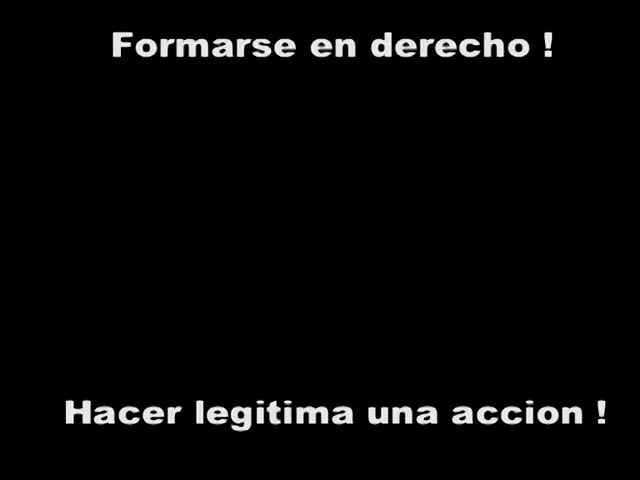 Formarse en derecho !
Hacer legitima una accion !